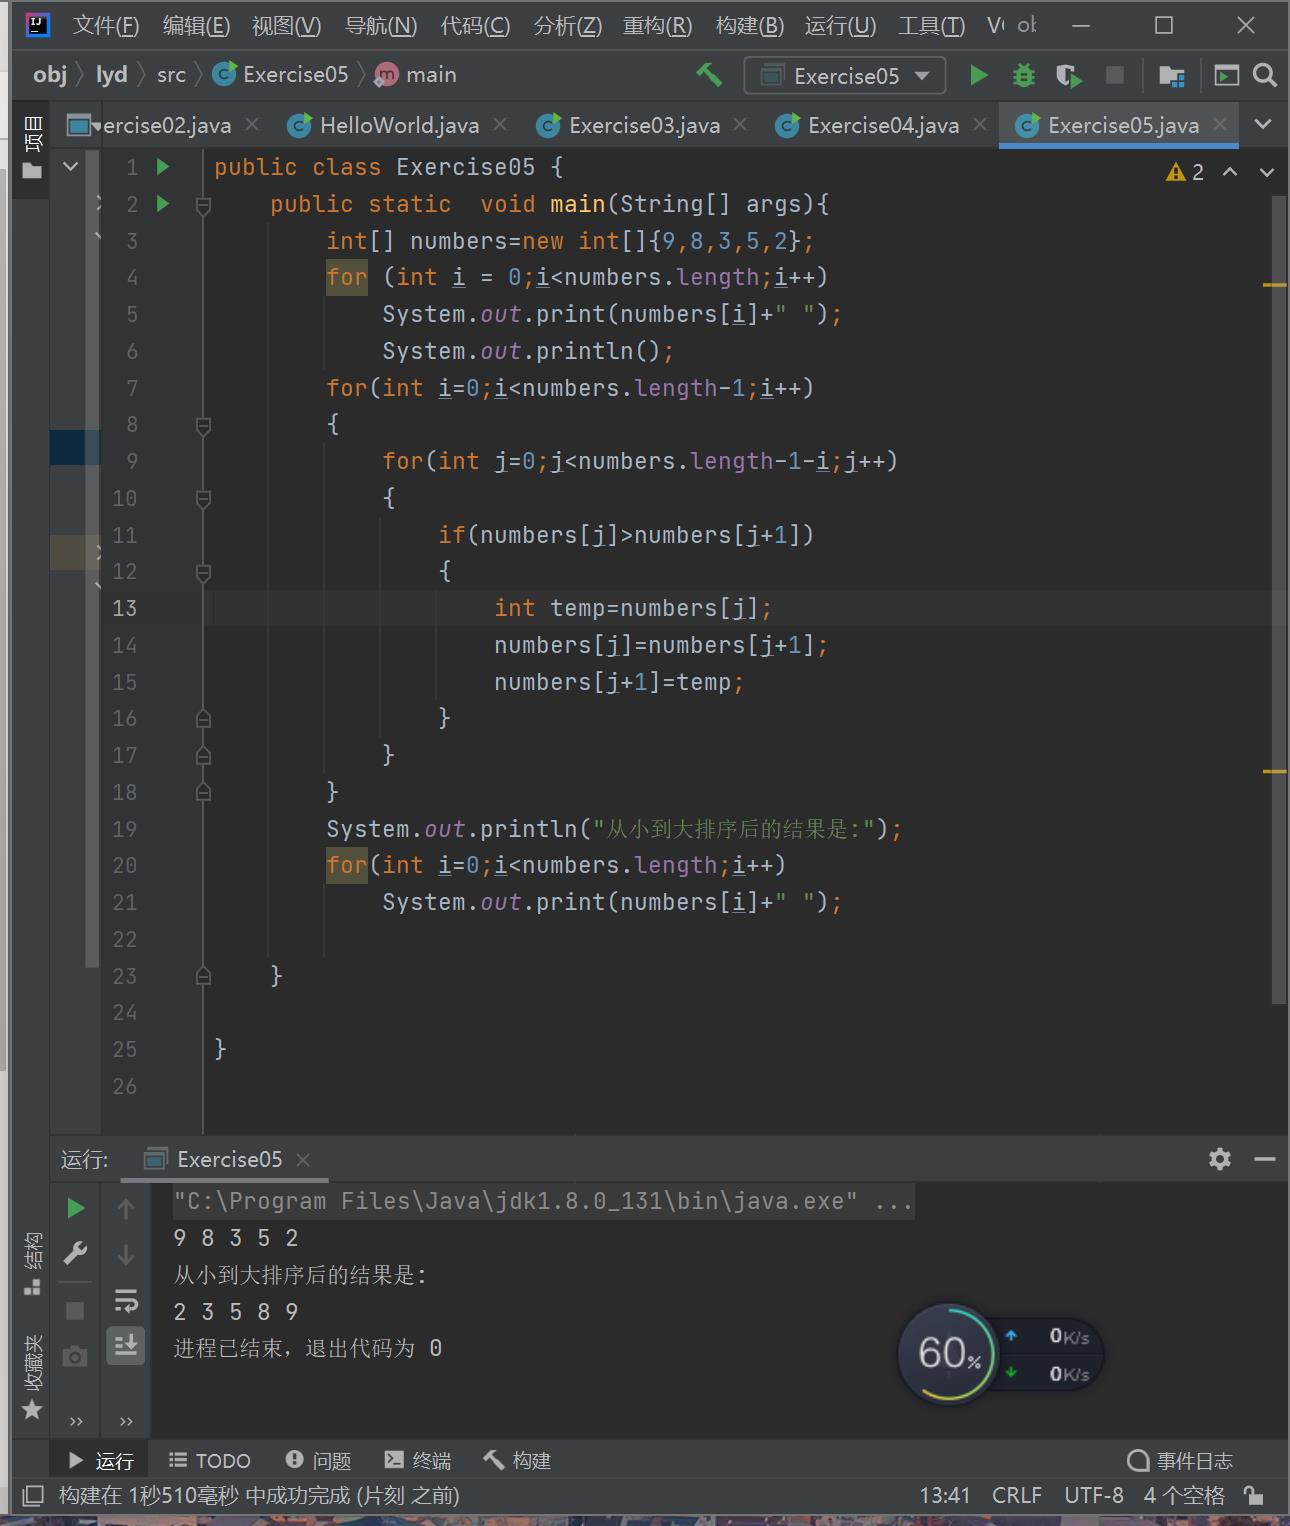 文件(F) 编辑(E) 视图(V) 导航(N) 代码(C) 分析(Z) 重构(R) 构建(B) 运行(U) 工具(T)
obj lyd src Exercise05 main Exercise05
ercise02.java HelloWorld.java Exercise03.java Exercise04.java Exercise05.java
项目
2
1 public class Exercise05 {
2 public static  void main(String[] args){
3 int[] numbers=new int[]{9,8,3,5,2};
4 for (int i = 0;i<numbers.length;i++)
5 System.out.print(numbers[i]+" ");
6 System.out.println();
7 for(int i=0;i<numbers.length-1;i++)
8 {
9 for(int j=0;j<numbers.length-1-i;j++)
10 {
11 if(numbers[j]>numbers[j+1])
12 {
13 int temp=numbers[j];
14 numbers[j]=numbers[j+1];
15 numbers[j+1]=temp;
16 }
17 }
18 }
19 System.out.println("从小到大排序后的结果是:");
20 for(int i=0;i<numbers.length;i++)
21 System.out.print(numbers[i]+" ");
22
23 }
24
25 }
26
运行: Exercise05
"C:\Program Files\Java\jdk1.8.0_131\bin\java.exe" ...
9 8 3 5 2
从小到大排序后的结果是:
2 3 5 8 9
进程已结束，退出代码为 0
结构
收藏夹
60%
0K/s
0K/s
运行 TODO 问题 终端 构建 事件日志
构建在 1秒510毫秒 中成功完成 (片刻 之前) 13:41 CRLF UTF-8 4 个空格